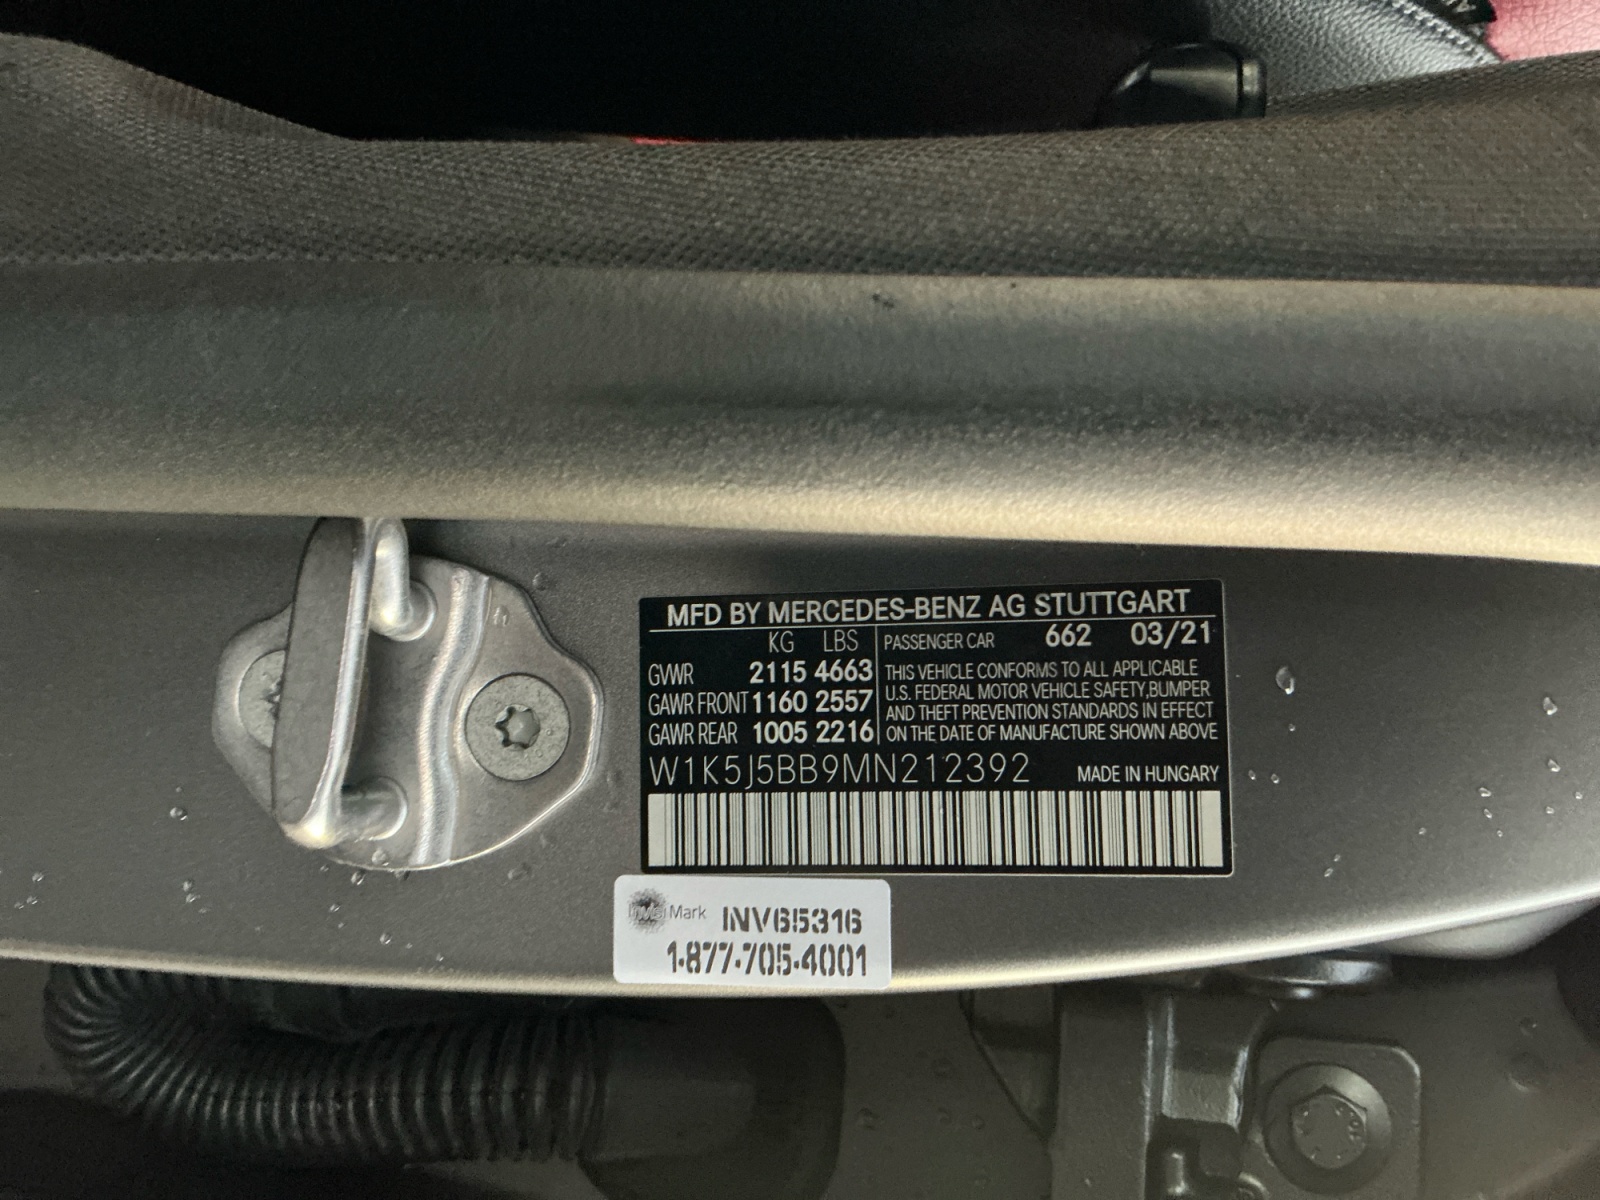 MFD BY MERCEDES-BENZ AG STUTTGART
KG LBS
GVWR 2115 4663
GAWR FRONT 1160 2557
GAWR REAR 1005 2216
PASSENGER CAR 662 03/21
THIS VEHICLE CONFORMS TO ALL APPLICABLE
U.S. FEDERAL MOTOR VEHICLE SAFETY,BUMPER
AND THEFT PREVENTION STANDARDS IN EFFECT
ON THE DATE OF MANUFACTURE SHOWN ABOVE
W1K5J5BB9MN212392 MADE IN HUNGARY
InVisiMark INV65316
1-877-705-4001